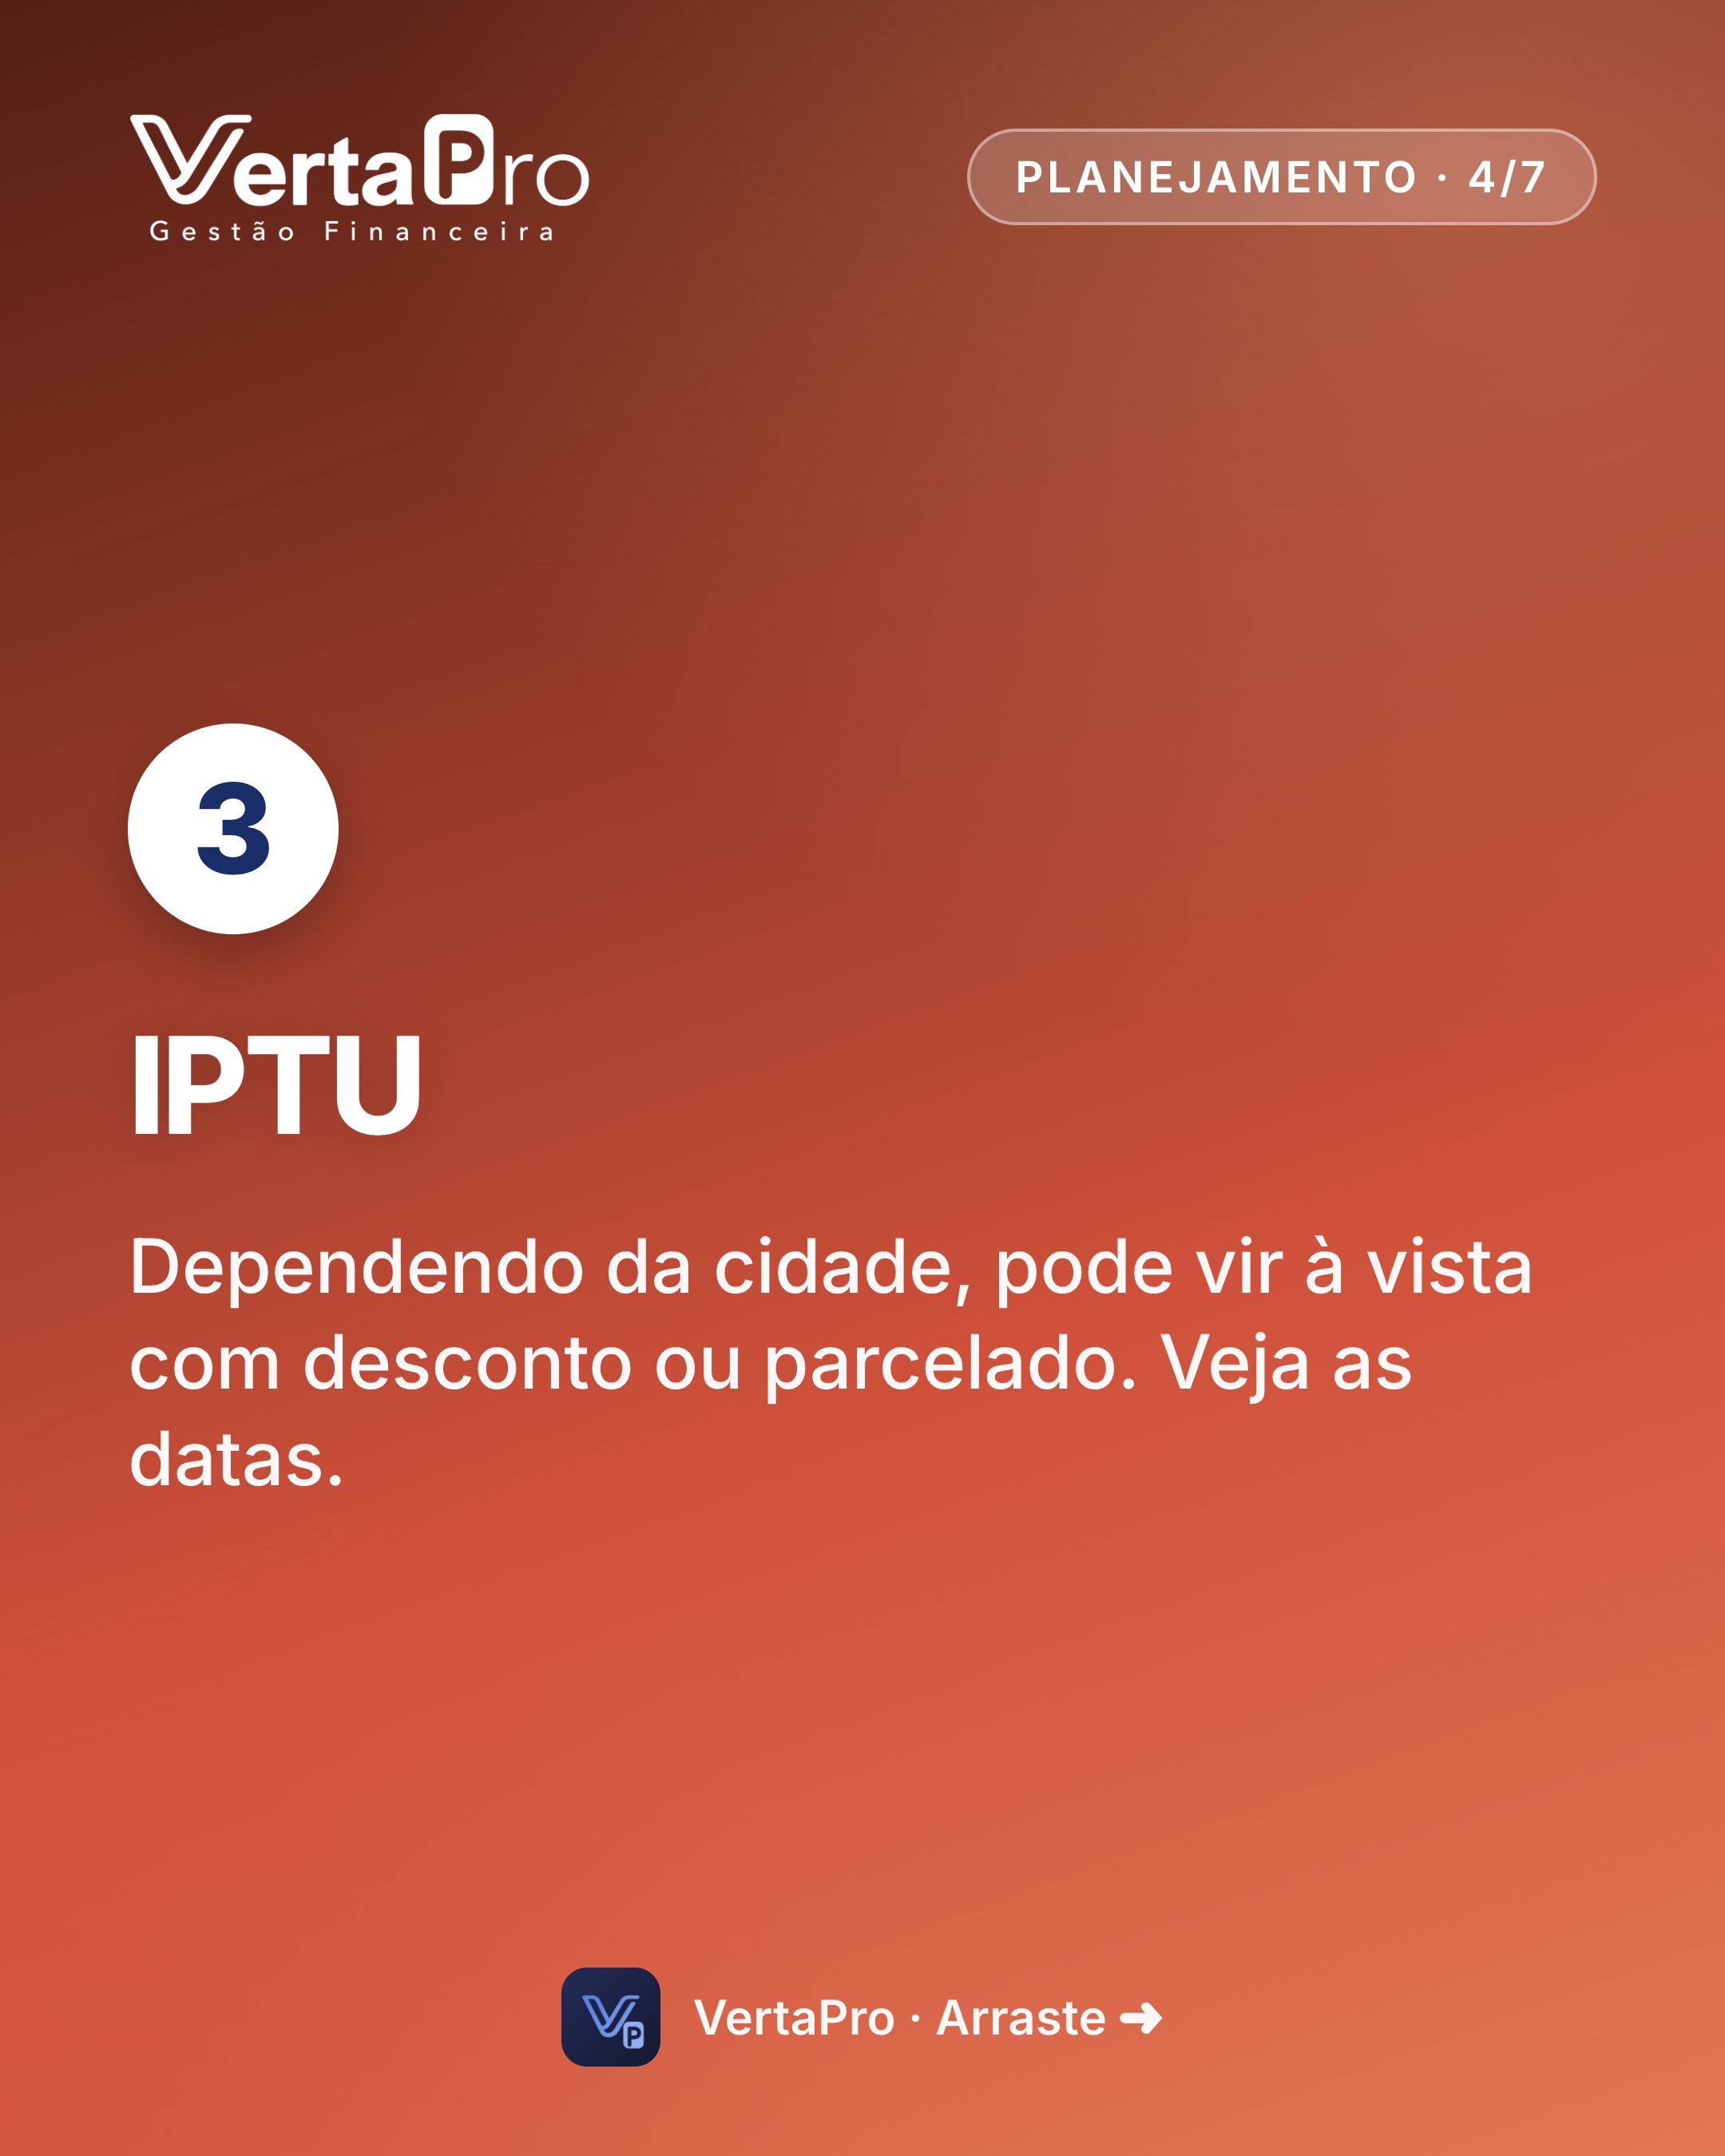 VertaPro
Gestão Financeira
PLANEJAMENTO · 4/7
3
IPTU
Dependendo da cidade, pode vir à vista
com desconto ou parcelado. Veja as
datas.
VertaPro · Arraste ➜